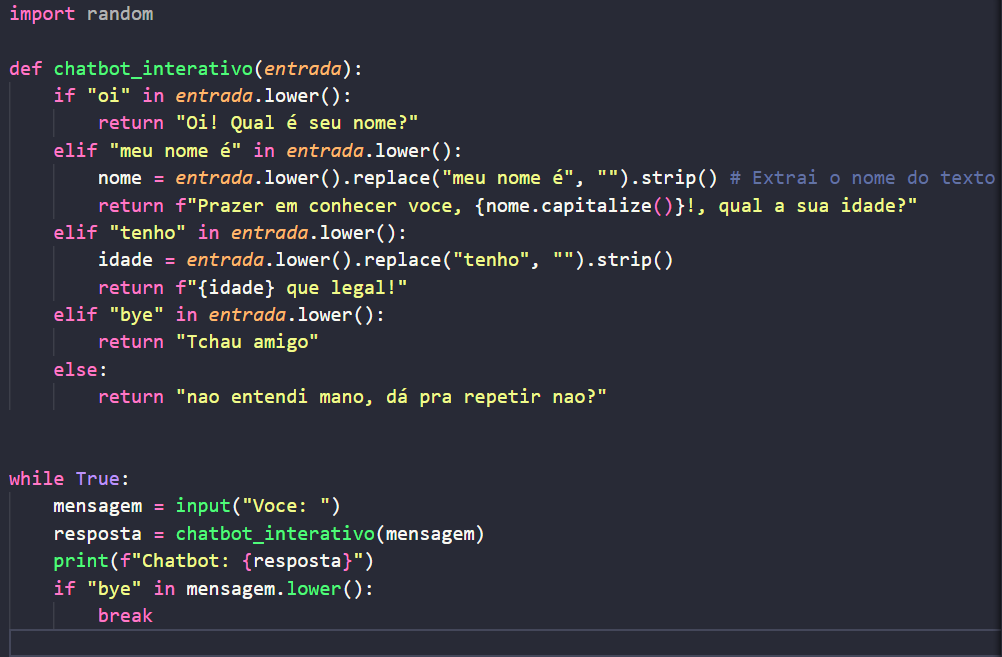 import random
def chatbot_interativo(entrada):
    if "oi" in entrada.lower():
        return "Oi! Qual é seu nome?"
    elif "meu nome é" in entrada.lower():
        nome = entrada.lower().replace("meu nome é", "").strip() # Extrai o nome do texto
        return f"Prazer em conhecer voce, {nome.capitalize()}!, qual a sua idade?"
    elif "tenho" in entrada.lower():
        idade = entrada.lower().replace("tenho", "").strip()
        return f"{idade} que legal!"
    elif "bye" in entrada.lower():
        return "Tchau amigo"
    else:
        return "nao entendi mano, dá pra repetir nao?"
while True:
    mensagem = input("Voce: ")
    resposta = chatbot_interativo(mensagem)
    print(f"Chatbot: {resposta}")
    if "bye" in mensagem.lower():
        break